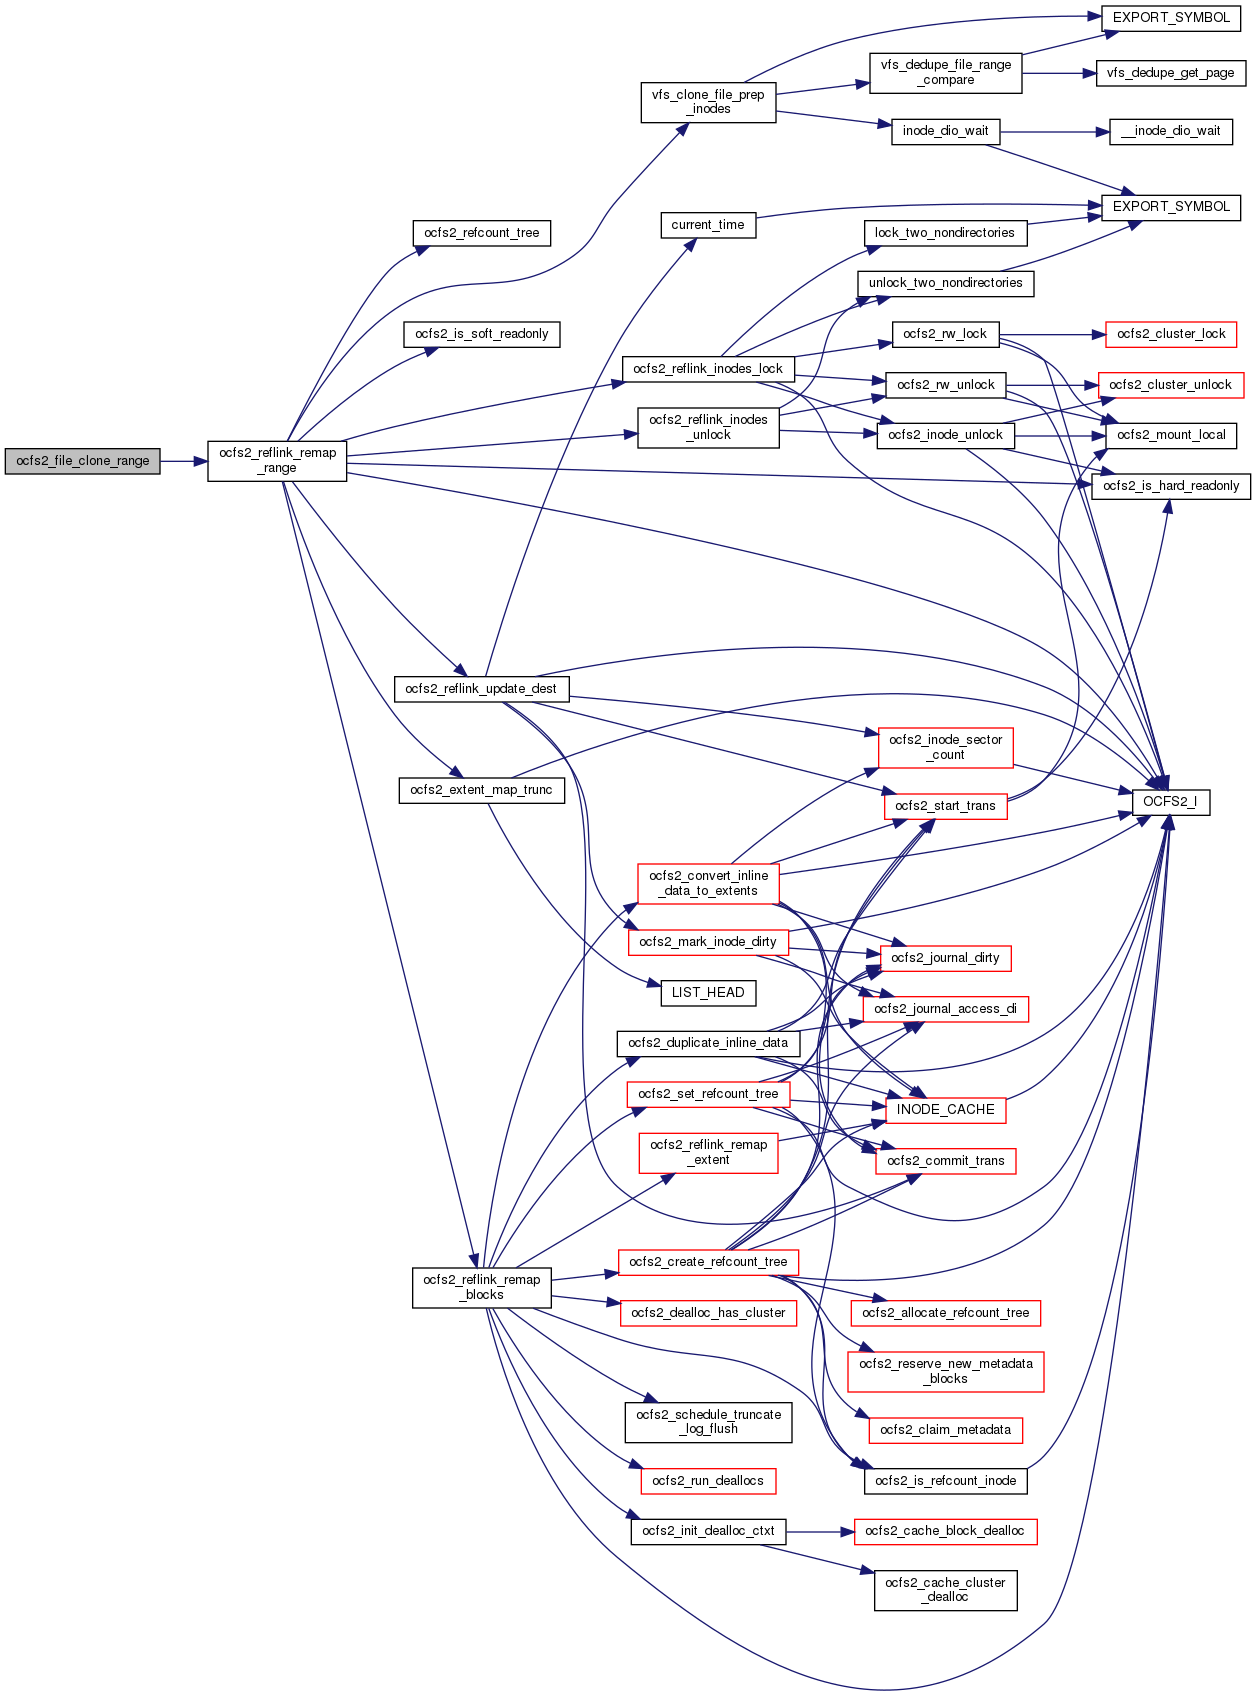 EXPORT_SYMBOL
vfs_dedupe_file_range
_compare
vfs_dedupe_get_page
vfs_clone_file_prep
_inodes
inode_dio_wait
__inode_dio_wait
EXPORT_SYMBOL
current_time
ocfs2_refcount_tree
lock_two_nondirectories
unlock_two_nondirectories
ocfs2_is_soft_readonly
ocfs2_rw_lock
ocfs2_cluster_lock
ocfs2_reflink_inodes_lock
ocfs2_rw_unlock
ocfs2_cluster_unlock
ocfs2_reflink_inodes
_unlock
ocfs2_inode_unlock
ocfs2_mount_local
ocfs2_file_clone_range
ocfs2_reflink_remap
_range
ocfs2_is_hard_readonly
ocfs2_reflink_update_dest
ocfs2_inode_sector
_count
ocfs2_extent_map_trunc
ocfs2_start_trans
OCFS2_I
ocfs2_convert_inline
_data_to_extents
ocfs2_mark_inode_dirty
ocfs2_journal_dirty
LIST_HEAD
ocfs2_journal_access_di
ocfs2_duplicate_inline_data
ocfs2_set_refcount_tree
INODE_CACHE
ocfs2_reflink_remap
_extent
ocfs2_commit_trans
ocfs2_create_refcount_tree
ocfs2_reflink_remap
_blocks
ocfs2_dealloc_has_cluster
ocfs2_allocate_refcount_tree
ocfs2_reserve_new_metadata
_blocks
ocfs2_schedule_truncate
_log_flush
ocfs2_claim_metadata
ocfs2_run_deallocs
ocfs2_is_refcount_inode
ocfs2_init_dealloc_ctxt
ocfs2_cache_block_dealloc
ocfs2_cache_cluster
_dealloc